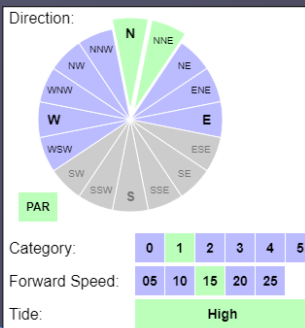 Direction:
N
NNW NNE
NW NE
WNW ENE
W E
WSW ESE
SW SE
SSW SSE
S
PAR
Category: 0 1 2 3 4 5
Forward Speed: 05 10 15 20 25
Tide: High